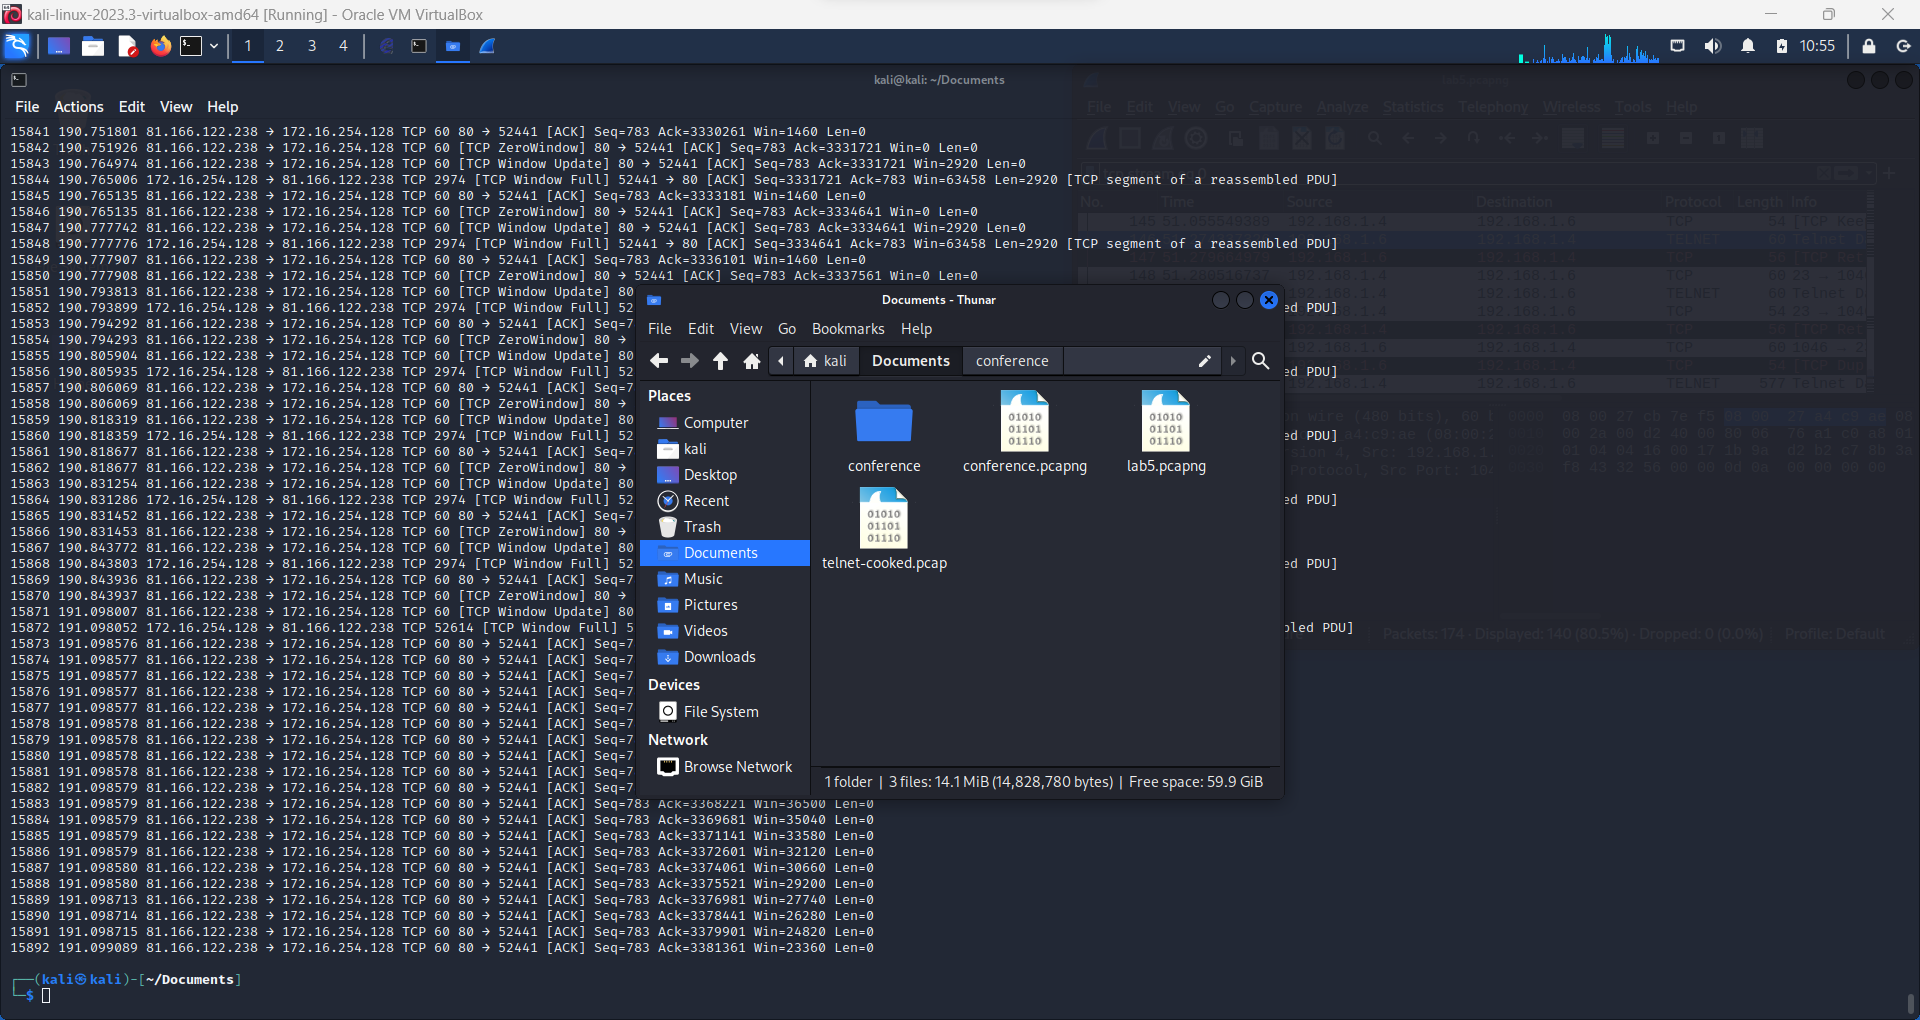 kali-linux-2023.3-virtualbox-amd64 [Running] - Oracle VM VirtualBox
1 2 3 4 10:55
kali@kali: ~/Documents
File Actions Edit View Help
File Edit View Go Capture Analyze Statistics Telephony Wireless Tools Help
15841 190.751801 81.166.122.238 → 172.16.254.128 TCP 60 80 → 52441 [ACK] Seq=783 Ack=3330261 Win=1460 Len=0
15842 190.751926 81.166.122.238 → 172.16.254.128 TCP 60 [TCP ZeroWindow] 80 → 52441 [ACK] Seq=783 Ack=3331721 Win=0 Len=0
15843 190.764974 81.166.122.238 → 172.16.254.128 TCP 60 [TCP Window Update] 80 → 52441 [ACK] Seq=783 Ack=3331721 Win=2920 Len=0
15844 190.765006 172.16.254.128 → 81.166.122.238 TCP 2974 [TCP Window Full] 52441 → 80 [ACK] Seq=3331721 Ack=783 Win=63458 Len=2920 [TCP segment of a reassembled PDU]
15845 190.765135 81.166.122.238 → 172.16.254.128 TCP 60 80 → 52441 [ACK] Seq=783 Ack=3333181 Win=1460 Len=0
15846 190.765135 81.166.122.238 → 172.16.254.128 TCP 60 [TCP ZeroWindow] 80 → 52441 [ACK] Seq=783 Ack=3334641 Win=0 Len=0
15847 190.777742 81.166.122.238 → 172.16.254.128 TCP 60 [TCP Window Update] 80 → 52441 [ACK] Seq=783 Ack=3334641 Win=2920 Len=0
15848 190.777776 172.16.254.128 → 81.166.122.238 TCP 2974 [TCP Window Full] 52441 → 80 [ACK] Seq=3334641 Ack=783 Win=63458 Len=2920 [TCP segment of a reassembled PDU]
15849 190.777907 81.166.122.238 → 172.16.254.128 TCP 60 80 → 52441 [ACK] Seq=783 Ack=3336101 Win=1460 Len=0
15850 190.777908 81.166.122.238 → 172.16.254.128 TCP 60 [TCP ZeroWindow] 80 → 52441 [ACK] Seq=783 Ack=3337561 Win=0 Len=0
15851 190.793813 81.166.122.238 → 172.16.254.128 TCP 60 [TCP Window Update] 80
15852 190.793899 172.16.254.128 → 81.166.122.238 TCP 2974 [TCP Window Full] 52 ed PDU]
15853 190.794292 81.166.122.238 → 172.16.254.128 TCP 60 80 → 52441 [ACK] Seq=7
15854 190.794293 81.166.122.238 → 172.16.254.128 TCP 60 [TCP ZeroWindow] 80 →
15855 190.805904 81.166.122.238 → 172.16.254.128 TCP 60 [TCP Window Update] 80
15856 190.805935 172.16.254.128 → 81.166.122.238 TCP 2974 [TCP Window Full] 52 ed PDU]
15857 190.806069 81.166.122.238 → 172.16.254.128 TCP 60 80 → 52441 [ACK] Seq=7
15858 190.806069 81.166.122.238 → 172.16.254.128 TCP 60 [TCP ZeroWindow] 80 →
15859 190.818319 81.166.122.238 → 172.16.254.128 TCP 60 [TCP Window Update] 80
15860 190.818359 172.16.254.128 → 81.166.122.238 TCP 2974 [TCP Window Full] 52 ed PDU]
15861 190.818677 81.166.122.238 → 172.16.254.128 TCP 60 80 → 52441 [ACK] Seq=7
15862 190.818677 81.166.122.238 → 172.16.254.128 TCP 60 [TCP ZeroWindow] 80 →
15863 190.831254 81.166.122.238 → 172.16.254.128 TCP 60 [TCP Window Update] 80
15864 190.831286 172.16.254.128 → 81.166.122.238 TCP 2974 [TCP Window Full] 52 ed PDU]
15865 190.831452 81.166.122.238 → 172.16.254.128 TCP 60 80 → 52441 [ACK] Seq=7
15866 190.831453 81.166.122.238 → 172.16.254.128 TCP 60 [TCP ZeroWindow] 80 →
15867 190.843772 81.166.122.238 → 172.16.254.128 TCP 60 [TCP Window Update] 80
15868 190.843803 172.16.254.128 → 81.166.122.238 TCP 2974 [TCP Window Full] 52 ed PDU]
15869 190.843936 81.166.122.238 → 172.16.254.128 TCP 60 80 → 52441 [ACK] Seq=7
15870 190.843937 81.166.122.238 → 172.16.254.128 TCP 60 [TCP ZeroWindow] 80 →
15871 191.098007 81.166.122.238 → 172.16.254.128 TCP 60 [TCP Window Update] 80
15872 191.098052 172.16.254.128 → 81.166.122.238 TCP 52614 [TCP Window Full] 5 bled PDU]
15873 191.098576 81.166.122.238 → 172.16.254.128 TCP 60 80 → 52441 [ACK] Seq=7
15874 191.098577 81.166.122.238 → 172.16.254.128 TCP 60 80 → 52441 [ACK] Seq=7
15875 191.098577 81.166.122.238 → 172.16.254.128 TCP 60 80 → 52441 [ACK] Seq=7
15876 191.098577 81.166.122.238 → 172.16.254.128 TCP 60 80 → 52441 [ACK] Seq=7
15877 191.098577 81.166.122.238 → 172.16.254.128 TCP 60 80 → 52441 [ACK] Seq=7
15878 191.098578 81.166.122.238 → 172.16.254.128 TCP 60 80 → 52441 [ACK] Seq=7
15879 191.098578 81.166.122.238 → 172.16.254.128 TCP 60 80 → 52441 [ACK] Seq=7
15880 191.098578 81.166.122.238 → 172.16.254.128 TCP 60 80 → 52441 [ACK] Seq=7
15881 191.098578 81.166.122.238 → 172.16.254.128 TCP 60 80 → 52441 [ACK] Seq=7
15882 191.098579 81.166.122.238 → 172.16.254.128 TCP 60 80 → 52441 [ACK] Seq=7
15883 191.098579 81.166.122.238 → 172.16.254.128 TCP 60 80 → 52441 [ACK] Seq=783 Ack=3368221 Win=36500 Len=0
15884 191.098579 81.166.122.238 → 172.16.254.128 TCP 60 80 → 52441 [ACK] Seq=783 Ack=3369681 Win=35040 Len=0
15885 191.098579 81.166.122.238 → 172.16.254.128 TCP 60 80 → 52441 [ACK] Seq=783 Ack=3371141 Win=33580 Len=0
15886 191.098579 81.166.122.238 → 172.16.254.128 TCP 60 80 → 52441 [ACK] Seq=783 Ack=3372601 Win=32120 Len=0
15887 191.098580 81.166.122.238 → 172.16.254.128 TCP 60 80 → 52441 [ACK] Seq=783 Ack=3374061 Win=30660 Len=0
15888 191.098580 81.166.122.238 → 172.16.254.128 TCP 60 80 → 52441 [ACK] Seq=783 Ack=3375521 Win=29200 Len=0
15889 191.098713 81.166.122.238 → 172.16.254.128 TCP 60 80 → 52441 [ACK] Seq=783 Ack=3376981 Win=27740 Len=0
15890 191.098714 81.166.122.238 → 172.16.254.128 TCP 60 80 → 52441 [ACK] Seq=783 Ack=3378441 Win=26280 Len=0
15891 191.098715 81.166.122.238 → 172.16.254.128 TCP 60 80 → 52441 [ACK] Seq=783 Ack=3379901 Win=24820 Len=0
15892 191.099089 81.166.122.238 → 172.16.254.128 TCP 60 80 → 52441 [ACK] Seq=783 Ack=3381361 Win=23360 Len=0
┌──(kali㉿kali)-[~/Documents]
└─$
Documents - Thunar
File Edit View Go Bookmarks Help
kali Documents conference
Places
Computer
kali
Desktop
Recent
Trash
Documents
Music
Pictures
Videos
Downloads
Devices
File System
Network
Browse Network
conference
01010
01101
01110
conference.pcapng
01010
01101
01110
lab5.pcapng
01010
01101
01110
telnet-cooked.pcap
1 folder | 3 files: 14.1 MiB (14,828,780 bytes) | Free space: 59.9 GiB
No. Time Source Destination Protocol Length Info
Packets: 174 · Displayed: 140 (80.5%) · Dropped: 0 (0.0%) Profile: Default